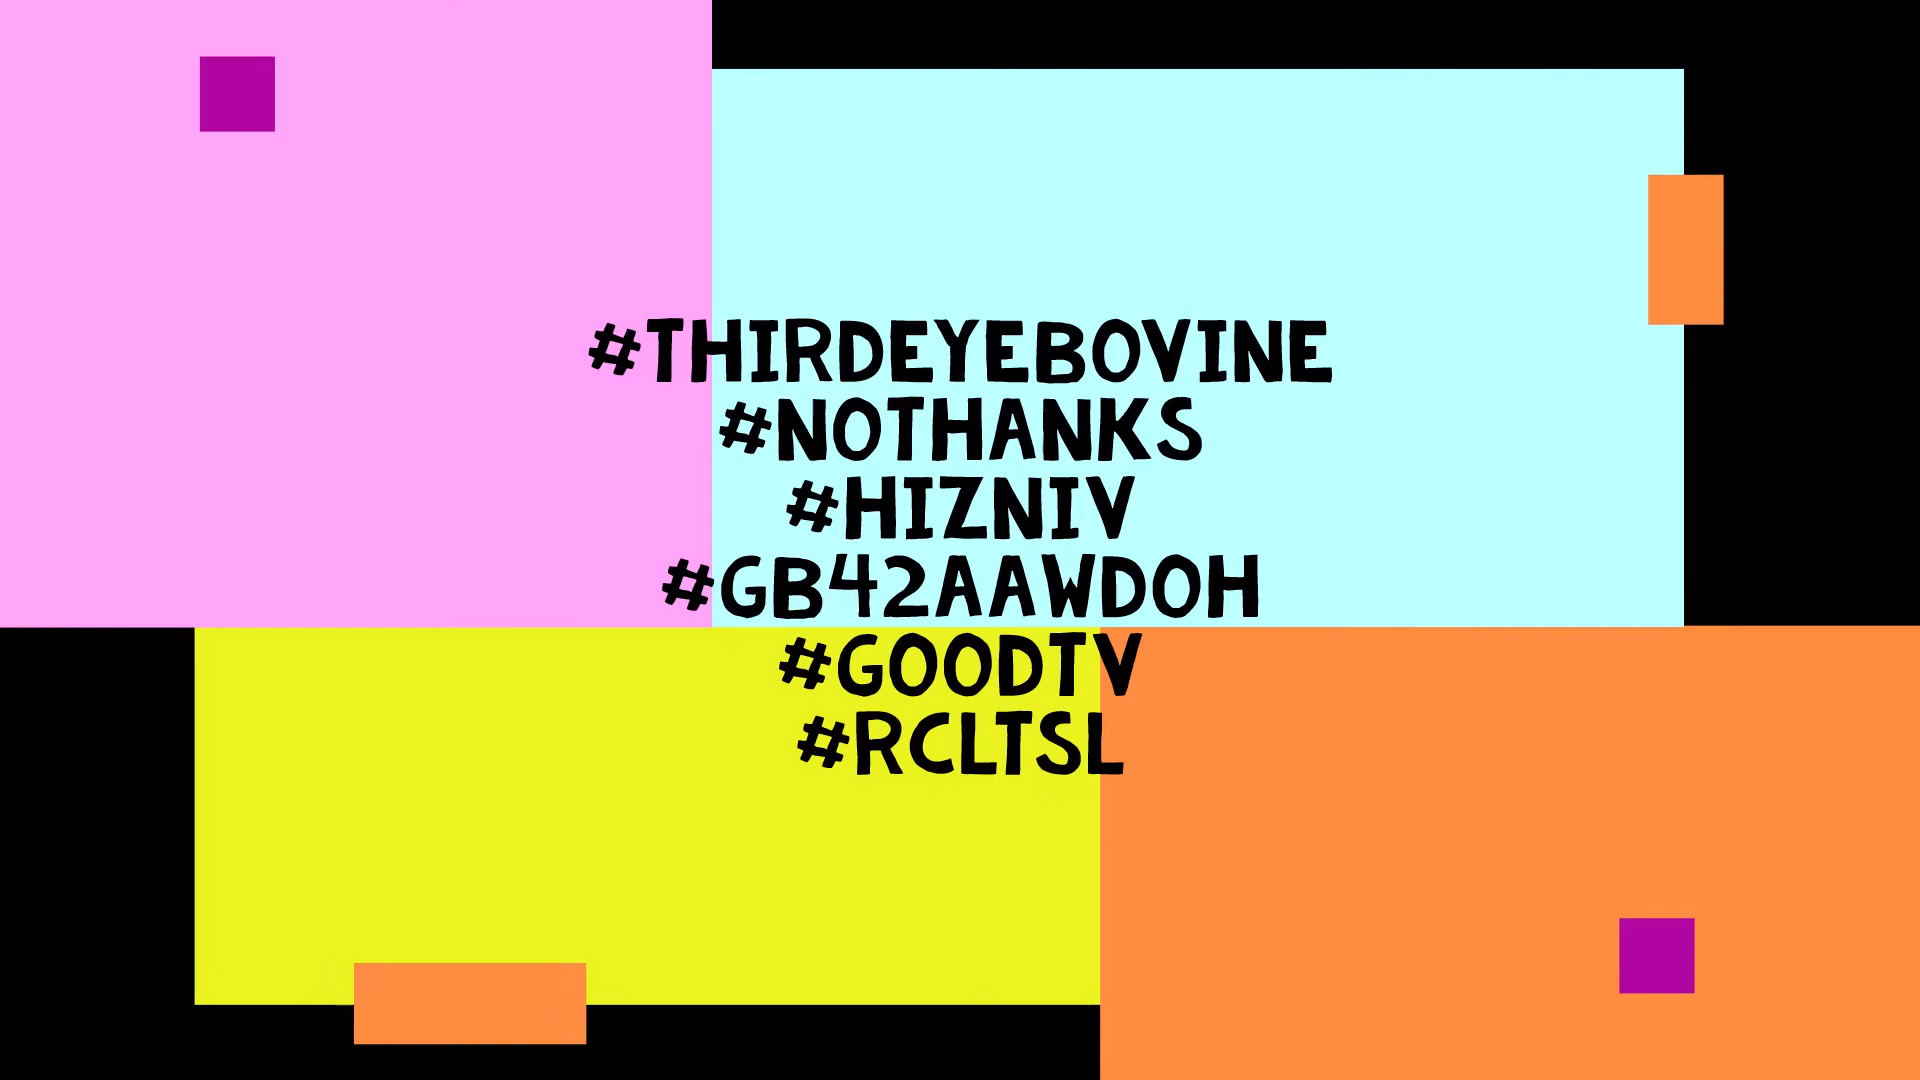 #THIRDEYEBOVINE
#NOTHANKS
#HIZNIV
#GB42AAWDOH
#GOODTV
#RCLTSL